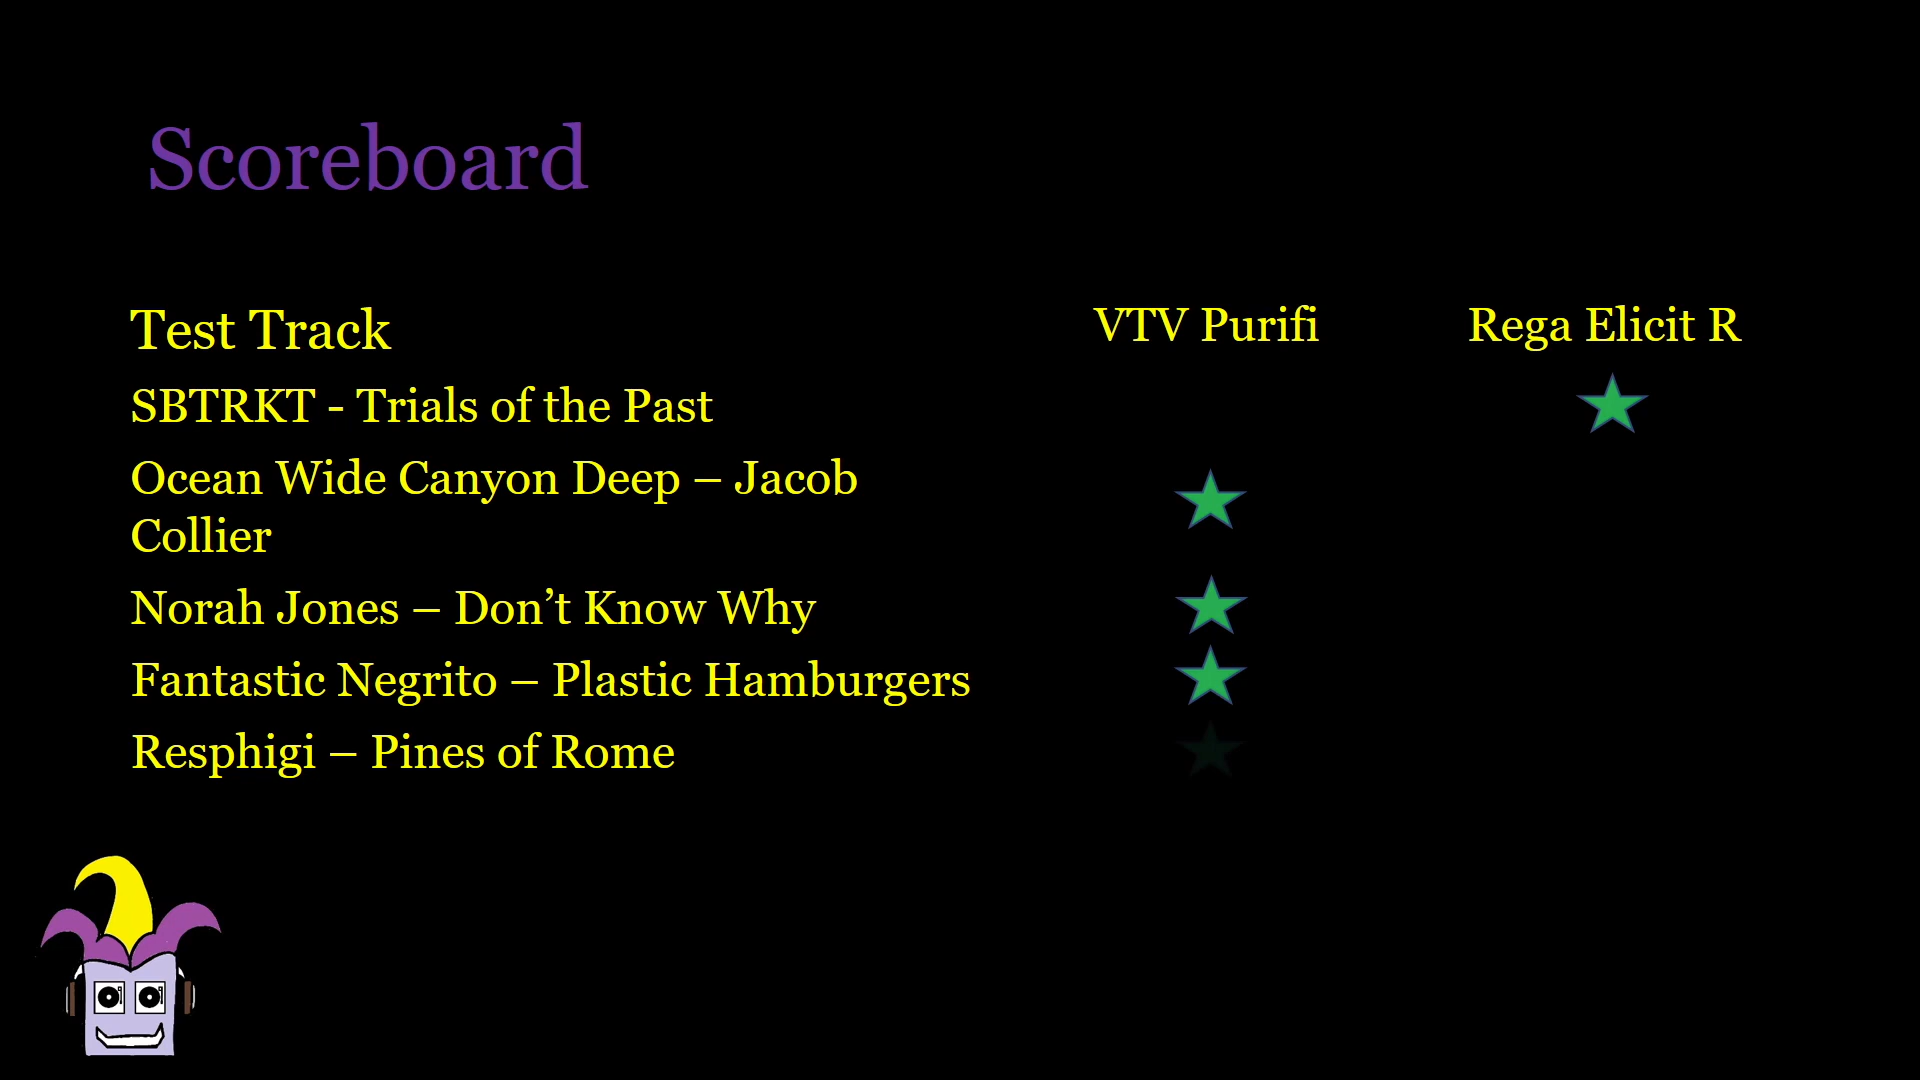 Scoreboard
Test Track VTV Purifi Rega Elicit R
SBTRKT - Trials of the Past
Ocean Wide Canyon Deep – Jacob
Collier
Norah Jones – Don’t Know Why
Fantastic Negrito – Plastic Hamburgers
Resphigi – Pines of Rome